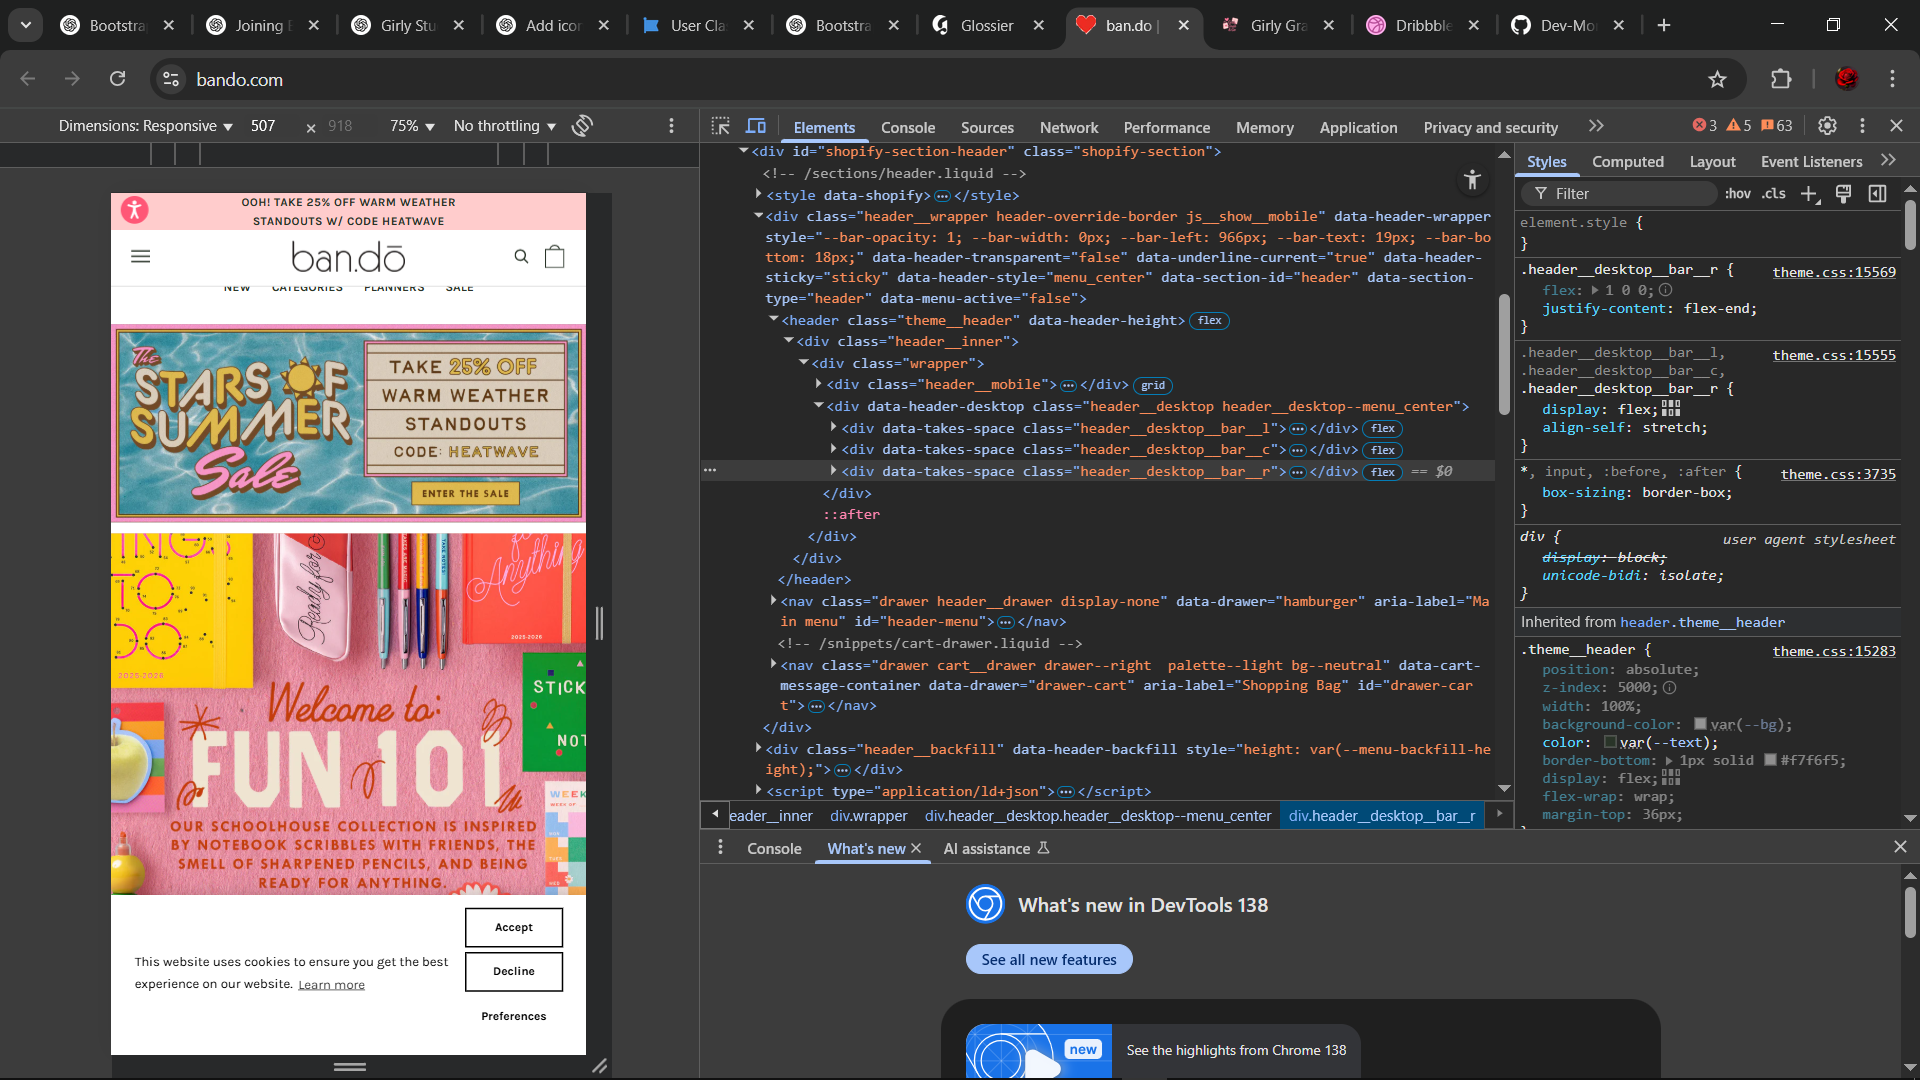 Bootstra
Joining
Girly Stu
Add icon
User Cla
Bootstra
Glossier
ban.do |
Girly Gra
Dribbble
Dev-Mo
bando.com
Dimensions: Responsive 507 × 918 75% No throttling
Elements Console Sources Network Performance Memory Application Privacy and security 3 5 63
OOH! TAKE 25% OFF WARM WEATHER
STANDOUTS W/ CODE HEATWAVE
ban.dō
NEW CATEGORIES PLANNERS SALE
The
STARS OF
SUMMER
Sale
TAKE 25% OFF
WARM WEATHER
STANDOUTS
CODE: HEATWAVE
ENTER THE SALE
Ready for
TAKE NOTES
for
Anything
TO
DO
2025-2026
2025-2026
STICK
NOT
WEEK
Welcome to:
FUN 101
OUR SCHOOLHOUSE COLLECTION IS INSPIRED
BY NOTEBOOK SCRIBBLES WITH FRIENDS, THE
SMELL OF SHARPENED PENCILS, AND BEING
READY FOR ANYTHING.
This website uses cookies to ensure you get the best
experience on our website. Learn more
Accept
Decline
Preferences
<div id="shopify-section-header" class="shopify-section">
<!-- /sections/header.liquid -->
<style data-shopify>…</style>
<div class="header__wrapper header-override-border js__show__mobile" data-header-wrapper
style="--bar-opacity: 1; --bar-width: 0px; --bar-left: 966px; --bar-text: 19px; --bar-bo
ttom: 18px;" data-header-transparent="false" data-underline-current="true" data-header-
sticky="sticky" data-header-style="menu_center" data-section-id="header" data-section-
type="header" data-menu-active="false">
<header class="theme__header" data-header-height> flex
<div class="header__inner">
<div class="wrapper">
<div class="header__mobile">…</div> grid
<div data-header-desktop class="header__desktop header__desktop--menu_center">
<div data-takes-space class="header__desktop__bar__l">…</div> flex
<div data-takes-space class="header__desktop__bar__c">…</div> flex
… <div data-takes-space class="header__desktop__bar__r">…</div> flex == $0
</div>
::after
</div>
</div>
</header>
<nav class="drawer header__drawer display-none" data-drawer="hamburger" aria-label="Ma
in menu" id="header-menu">…</nav>
<!-- /snippets/cart-drawer.liquid -->
<nav class="drawer cart__drawer drawer--right  palette--light bg--neutral" data-cart-
message-container data-drawer="drawer-cart" aria-label="Shopping Bag" id="drawer-car
t">…</nav>
</div>
<div class="header__backfill" data-header-backfill style="height: var(--menu-backfill-he
ight);">…</div>
<script type="application/ld+json">…</script>
eader__inner div.wrapper div.header__desktop.header__desktop--menu_center div.header__desktop__bar__r
Styles Computed Layout Event Listeners
Filter :hov .cls
element.style {
}
.header__desktop__bar__r { theme.css:15569
flex: 1 0 0;
justify-content: flex-end;
}
.header__desktop__bar__l, theme.css:15555
.header__desktop__bar__c,
.header__desktop__bar__r {
display: flex;
align-self: stretch;
}
*, input, :before, :after { theme.css:3735
box-sizing: border-box;
}
div { user agent stylesheet
display: block;
unicode-bidi: isolate;
}
Inherited from header.theme__header
.theme__header { theme.css:15283
position: absolute;
z-index: 5000;
width: 100%;
background-color: var(--bg);
color: var(--text);
border-bottom: 1px solid #f7f6f5;
display: flex;
flex-wrap: wrap;
margin-top: 36px;
}
Console What's new AI assistance
What's new in DevTools 138
See all new features
new
See the highlights from Chrome 138